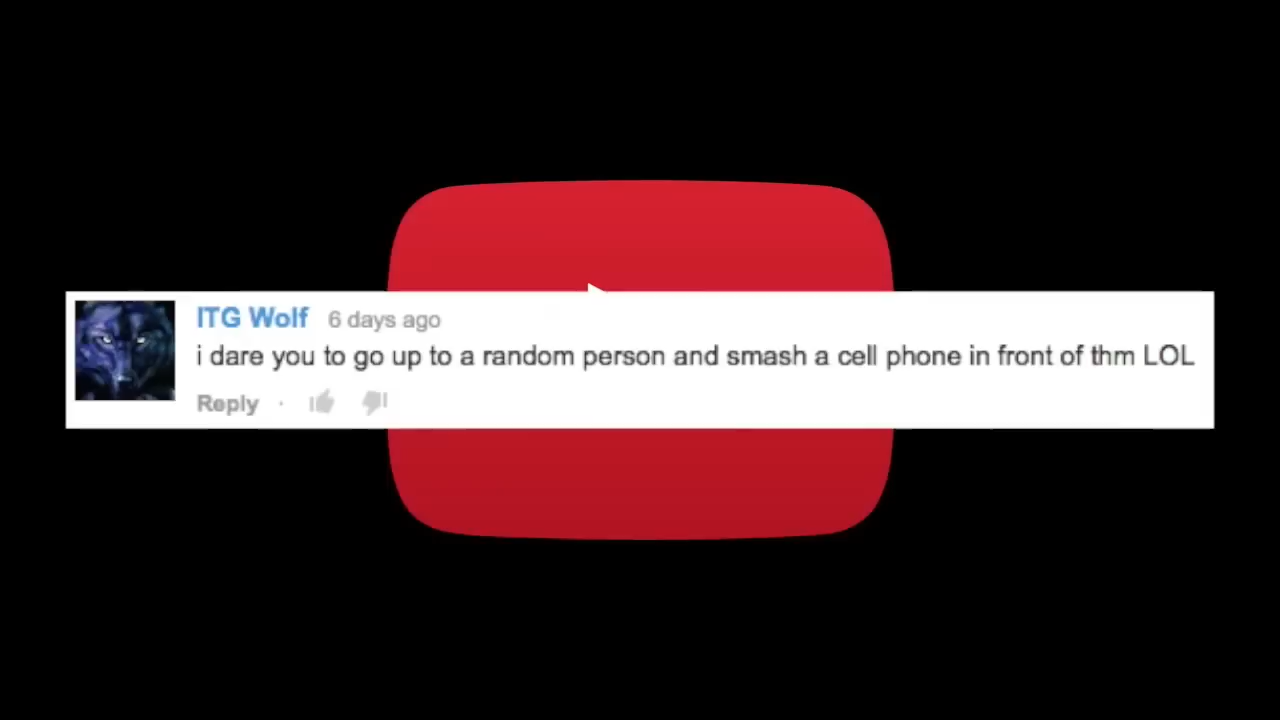 ITG Wolf 6 days ago
i dare you to go up to a random person and smash a cell phone in front of thm LOL
Reply ·